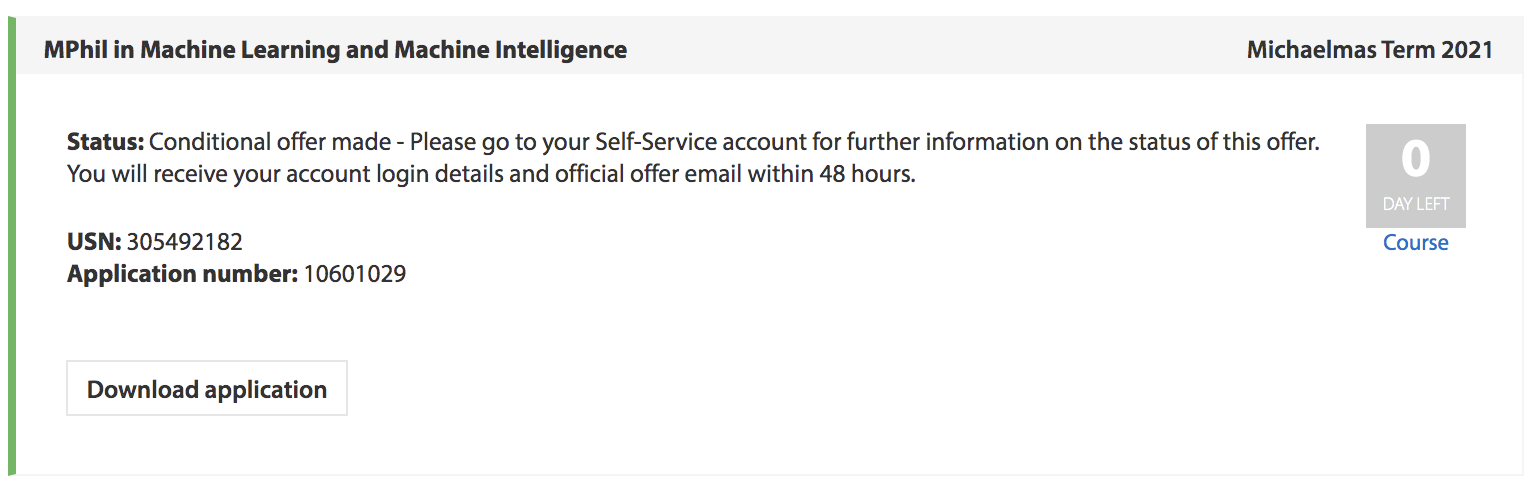 MPhil in Machine Learning and Machine Intelligence
Michaelmas Term 2021
Status: Conditional offer made - Please go to your Self-Service account for further information on the status of this offer.
You will receive your account login details and official offer email within 48 hours.
0
DAY LEFT
Course
USN: 305492182
Application number: 10601029
Download application